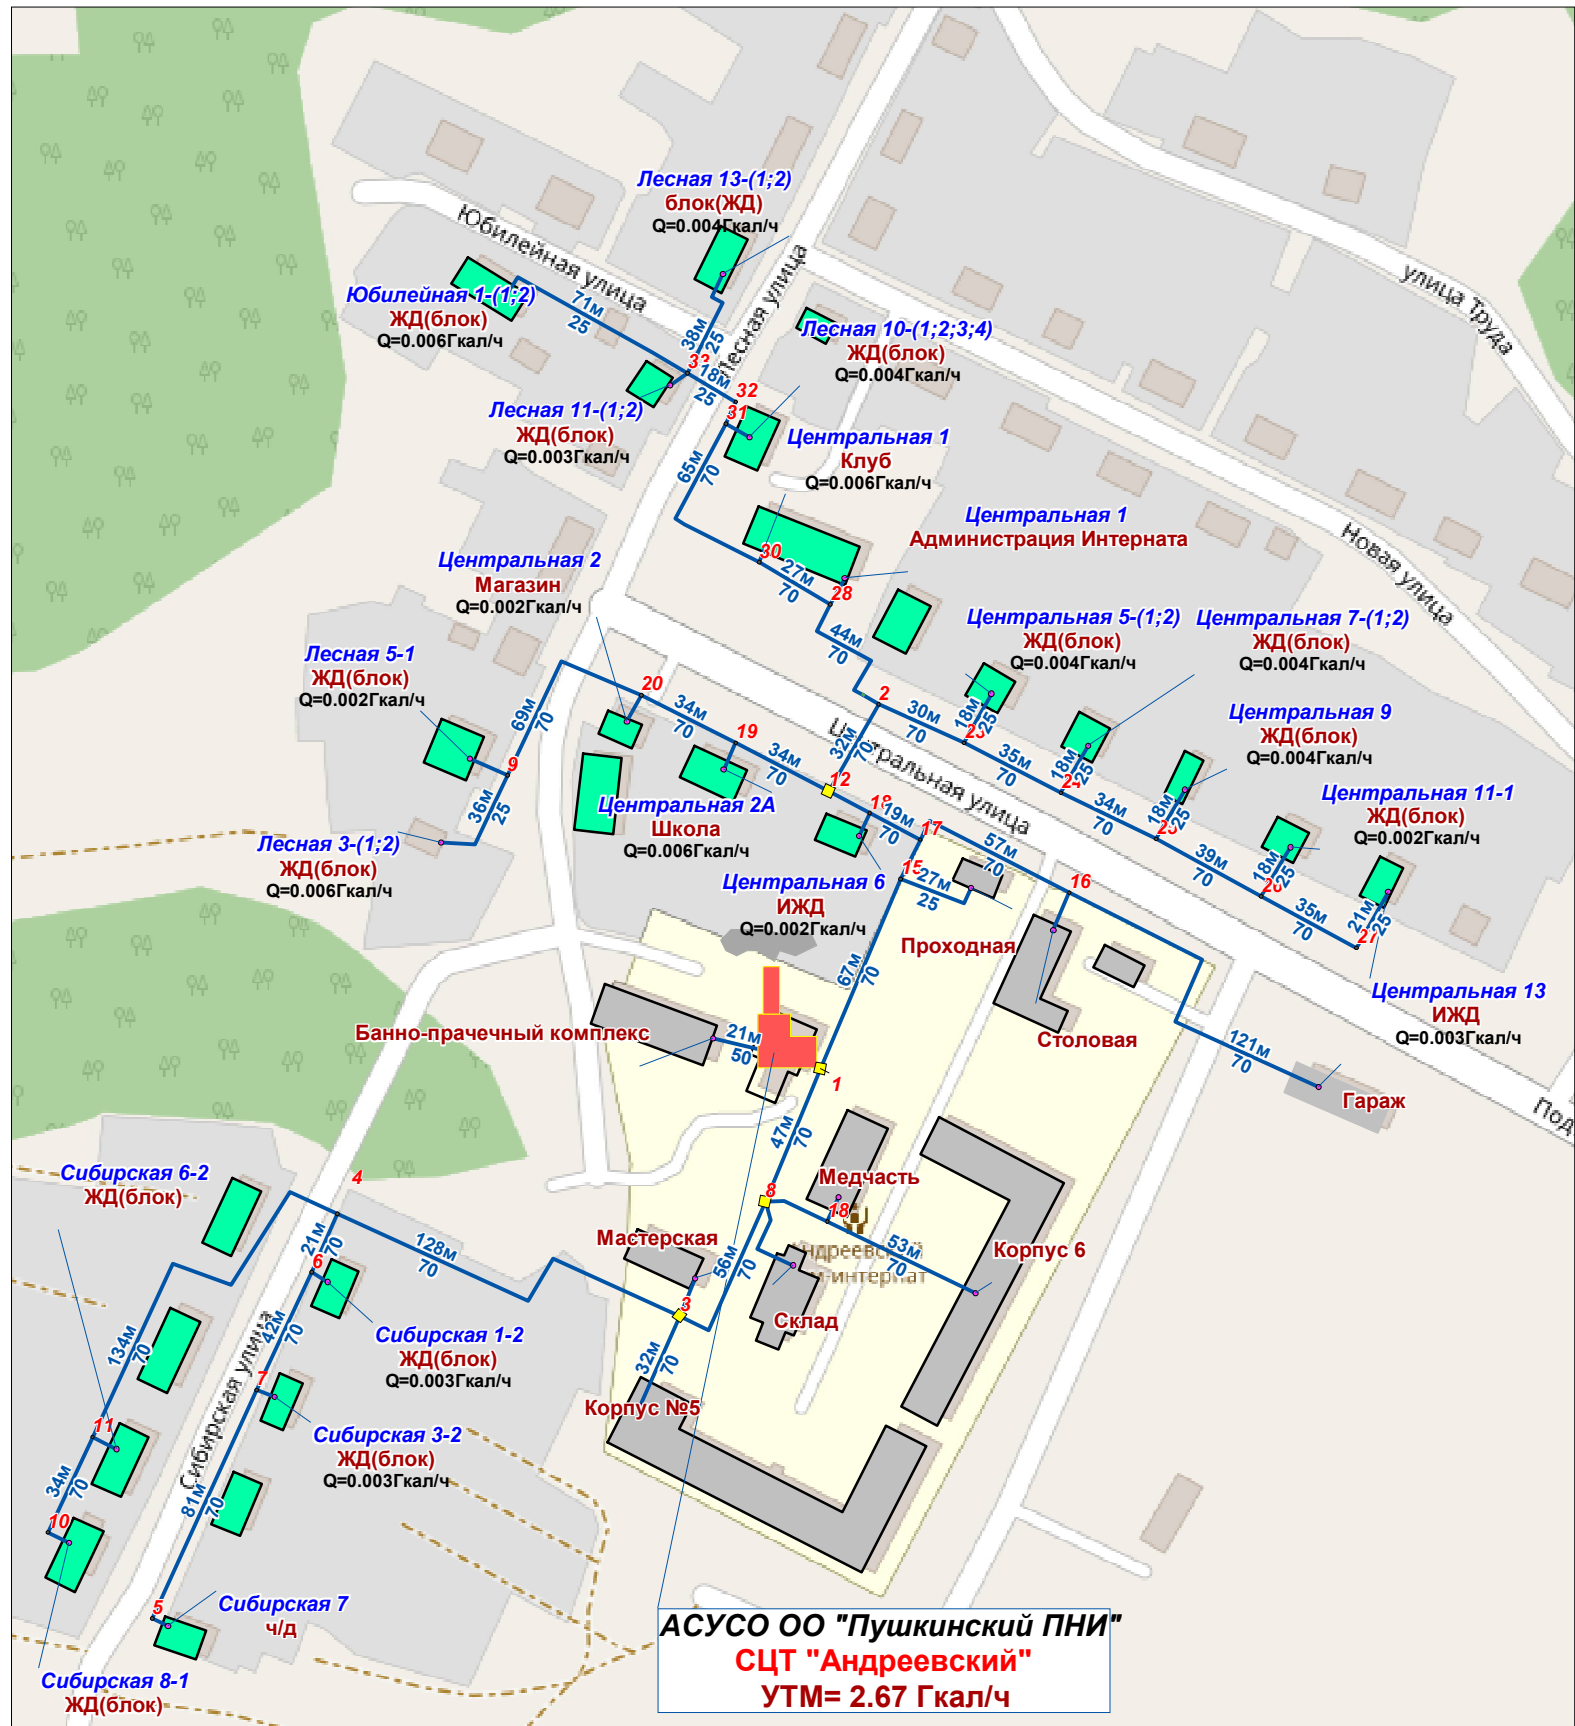 Лесная 13-(1;2)
блок(ЖД)
Q=0.004Гкал/ч
Юбилейная улица
Лесная улица
улица Труда
Новая улица
Юбилейная 1-(1;2)
ЖД(блок)
Q=0.006Гкал/ч
71м
25
38м
25
33
18м
25
32
31
Лесная 10-(1;2;3;4)
ЖД(блок)
Q=0.004Гкал/ч
Лесная 11-(1;2)
ЖД(блок)
Q=0.003Гкал/ч
Центральная 1
Клуб
Q=0.006Гкал/ч
65м
70
30
27м
70
28
44м
70
Центральная 1
Администрация Интерната
Центральная 2
Магазин
Q=0.002Гкал/ч
Лесная 5-1
ЖД(блок)
Q=0.002Гкал/ч
69м
70
9
36м
25
20
34м
70
19
34м
70
12
32м
70
2
30м
70
23
18м
25
35м
70
24
18м
25
34м
70
25
18м
25
39м
70
26
18м
25
35м
70
27
21м
25
Центральная 5-(1;2)
ЖД(блок)
Q=0.004Гкал/ч
Центральная 7-(1;2)
ЖД(блок)
Q=0.004Гкал/ч
Центральная 9
ЖД(блок)
Q=0.004Гкал/ч
Центральная 11-1
ЖД(блок)
Q=0.002Гкал/ч
Центральная улица
Лесная 3-(1;2)
ЖД(блок)
Q=0.006Гкал/ч
Центральная 2А
Школа
Q=0.006Гкал/ч
18
19м
70
17
57м
70
15
27м
25
16
Центральная 6
ИЖД
Q=0.002Гкал/ч
Проходная
67м
70
Центральная 13
ИЖД
Q=0.003Гкал/ч
Банно-прачечный комплекс
21м
50
Столовая
121м
70
Гараж
Под
1
47м
70
8
Медчасть
18
53м
70
Андреевский
м-интернат
Корпус 6
Сибирская 6-2
ЖД(блок)
4
21м
70
6
128м
70
Мастерская
56м
70
3
Склад
42м
70
Сибирская 1-2
ЖД(блок)
Q=0.003Гкал/ч
134м
70
Сибирская улица
7
32м
70
Корпус №5
11
Сибирская 3-2
ЖД(блок)
Q=0.003Гкал/ч
34м
70
81м
70
10
5
Сибирская 7
ч/д
Сибирская 8-1
ЖД(блок)
АСУСО ОО "Пушкинский ПНИ"
СЦТ "Андреевский"
УТМ= 2.67 Гкал/ч